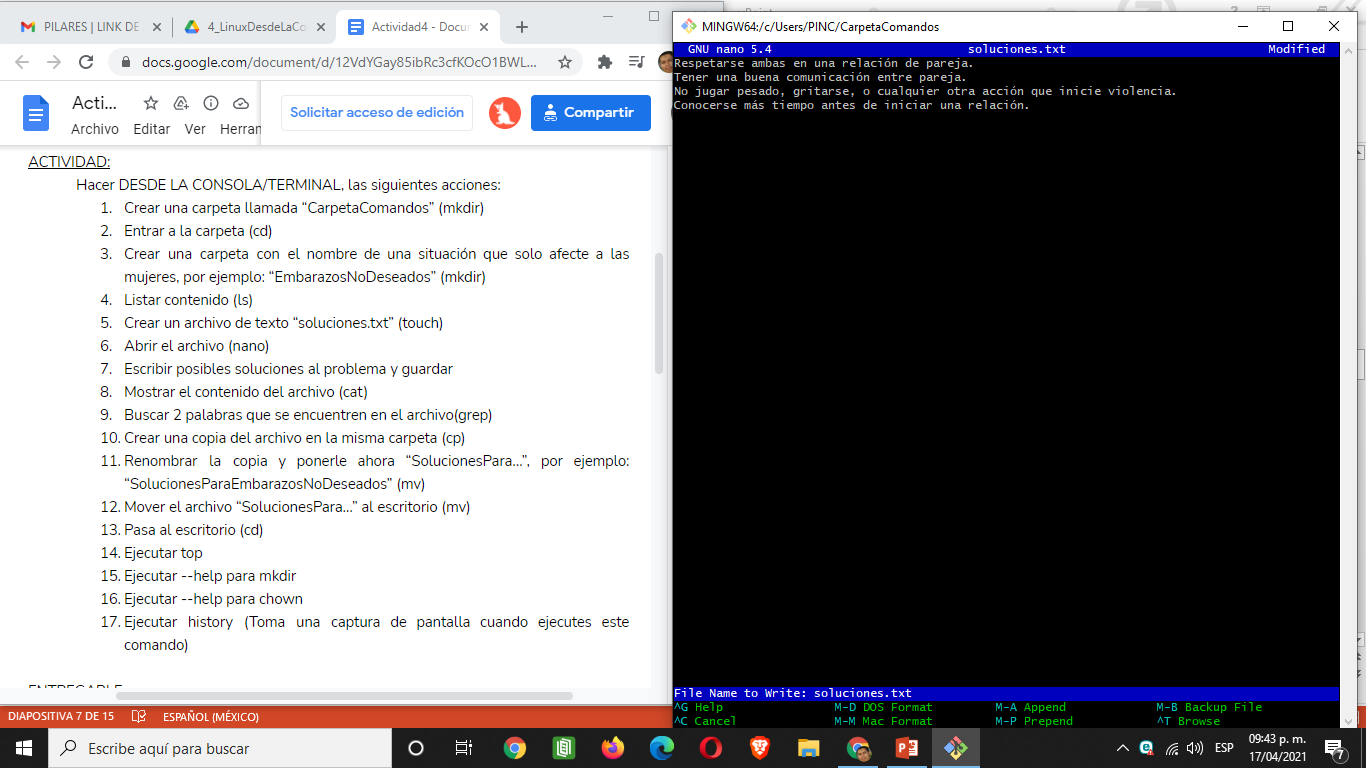 PILARES | LINK DE
4_LinuxDesdeLaCo
Actividad4 - Docur
docs.google.com/document/d/12VdYGay85ibRc3cfKOcO1BWL...
Acti...
Archivo Editar Ver Herran
Solicitar acceso de edición
Compartir
ACTIVIDAD:
Hacer DESDE LA CONSOLA/TERMINAL, las siguientes acciones:
1. Crear una carpeta llamada “CarpetaComandos” (mkdir)
2. Entrar a la carpeta (cd)
3. Crear una carpeta con el nombre de una situación que solo afecte a las
mujeres, por ejemplo: “EmbarazosNoDeseados” (mkdir)
4. Listar contenido (ls)
5. Crear un archivo de texto “soluciones.txt” (touch)
6. Abrir el archivo (nano)
7. Escribir posibles soluciones al problema y guardar
8. Mostrar el contenido del archivo (cat)
9. Buscar 2 palabras que se encuentren en el archivo(grep)
10. Crear una copia del archivo en la misma carpeta (cp)
11. Renombrar la copia y ponerle ahora “SolucionesPara...”, por ejemplo:
“SolucionesParaEmbarazosNoDeseados” (mv)
12. Mover el archivo “SolucionesPara...” al escritorio (mv)
13. Pasa al escritorio (cd)
14. Ejecutar top
15. Ejecutar --help para mkdir
16. Ejecutar --help para chown
17. Ejecutar history (Toma una captura de pantalla cuando ejecutes este
comando)
MINGW64:/c/Users/PINC/CarpetaComandos
GNU nano 5.4 soluciones.txt Modified
Respetarse ambas en una relación de pareja.
Tener una buena comunicación entre pareja.
No jugar pesado, gritarse, o cualquier otra acción que inicie violencia.
Conocerse más tiempo antes de iniciar una relación.
File Name to Write: soluciones.txt
^G Help M-D DOS Format M-A Append M-B Backup File
^C Cancel M-M Mac Format M-P Prepend ^T Browse
DIAPOSITIVA 7 DE 15 ESPAÑOL (MÉXICO)
Escribe aquí para buscar
ESP
09:43 p. m.
17/04/2021
7